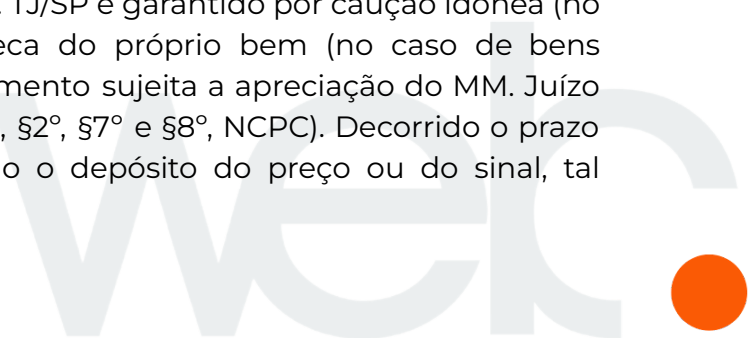 TJ/SP e garantido por caução idônea (no
eca do próprio bem (no caso de bens
mento sujeita a apreciação do MM. Juízo
, §2º, §7º e §8º, NCPC). Decorrido o prazo
o o depósito do preço ou do sinal, tal
web.